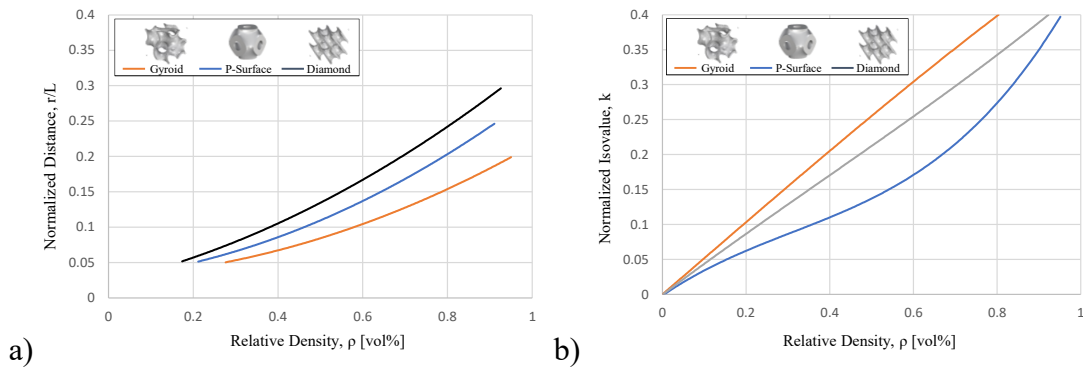 0.4
0.35
0.3
0.25
0.2
0.15
0.1
0.05
0
Normalized Distance, r/L
Gyroid P-Surface Diamond
0 0.2 0.4 0.6 0.8 1
Relative Density, ρ [vol%]
a)
0.4
0.35
0.3
0.25
0.2
0.15
0.1
0.05
0
Normalized Isovalue, k
Gyroid P-Surface Diamond
0 0.2 0.4 0.6 0.8 1
Relative Density, ρ [vol%]
b)